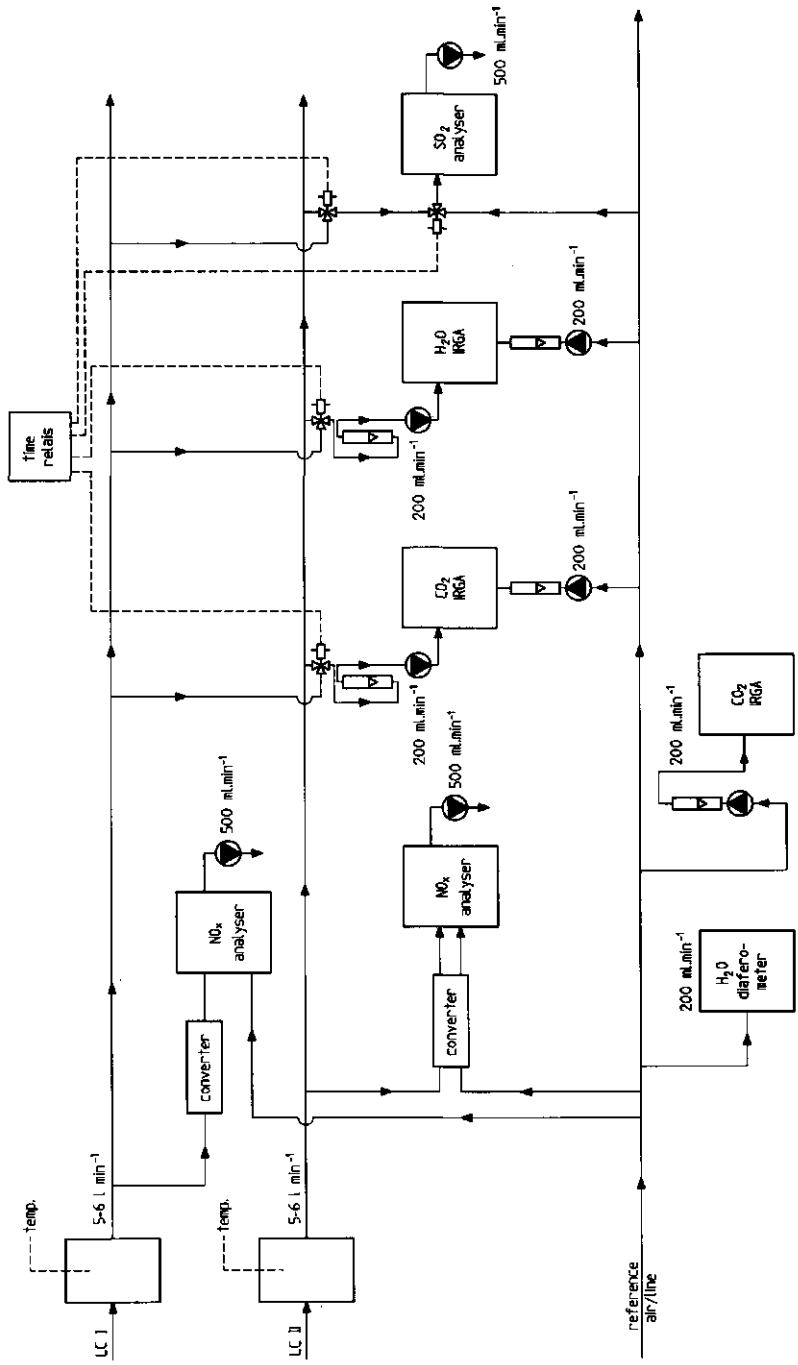 LC I
temp.
5-6 l min⁻¹
converter
NOₓ
analyser
500 ml.min⁻¹
time
relais
LC II
temp.
5-6 l min⁻¹
converter
NOₓ
analyser
500 ml.min⁻¹
200 ml.min⁻¹
CO₂
IRGA
200 ml.min⁻¹
200 ml.min⁻¹
H₂O
IRGA
200 ml.min⁻¹
SO₂
analyser
500 ml.min⁻¹
reference
air/line
200 ml.min⁻¹
H₂O
diafero-
meter
200 ml.min⁻¹
CO₂
IRGA